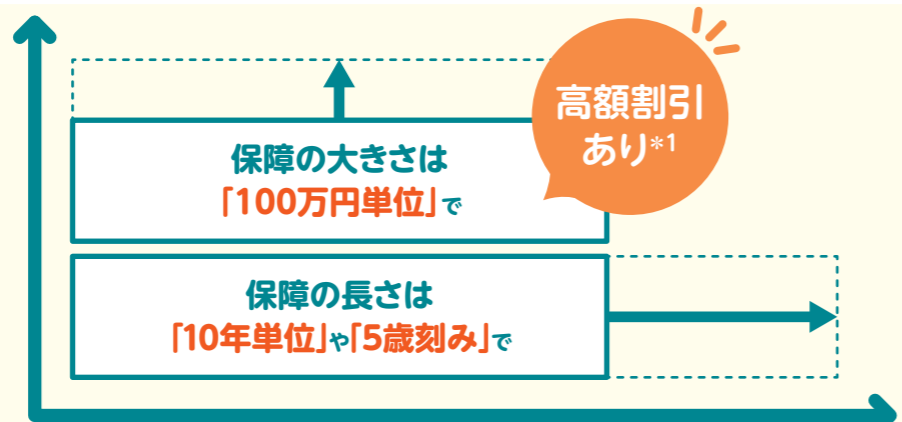 高額割引
あり*1
保障の大きさは
「100万円単位」で
保障の長さは
「10年単位」や「5歳刻み」で